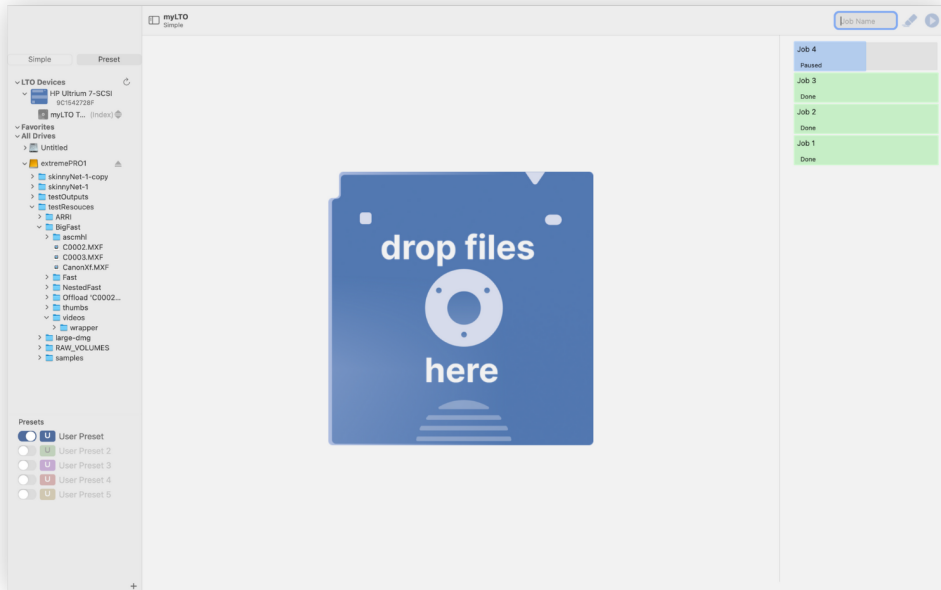 myLTO
Simple
Job Name
Simple
Preset
LTO Devices
HP Ultrium 7-SCSI
9C1542728F
myLTO T... (Index)
Favorites
All Drives
Untitled
extremePRO1
skinnyNet-1-copy
skinnyNet-1
testOutputs
testResouces
ARRI
BigFast
ascmhl
C0002.MXF
C0003.MXF
CanonXf.MXF
Fast
NestedFast
Offload 'C0002...
thumbs
videos
wrapper
large-dmg
RAW_VOLUMES
samples
Presets
U User Preset
U User Preset 2
U User Preset 3
U User Preset 4
U User Preset 5
+
drop files
here
Job 4
Paused
Job 3
Done
Job 2
Done
Job 1
Done